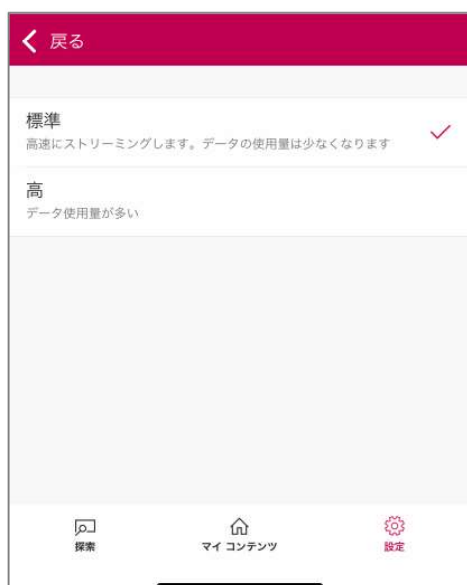 戻る
標準
高速にストリーミングします。データの使用量は少なくなります
高
データ使用量が多い
探索
マイ コンテンツ
設定